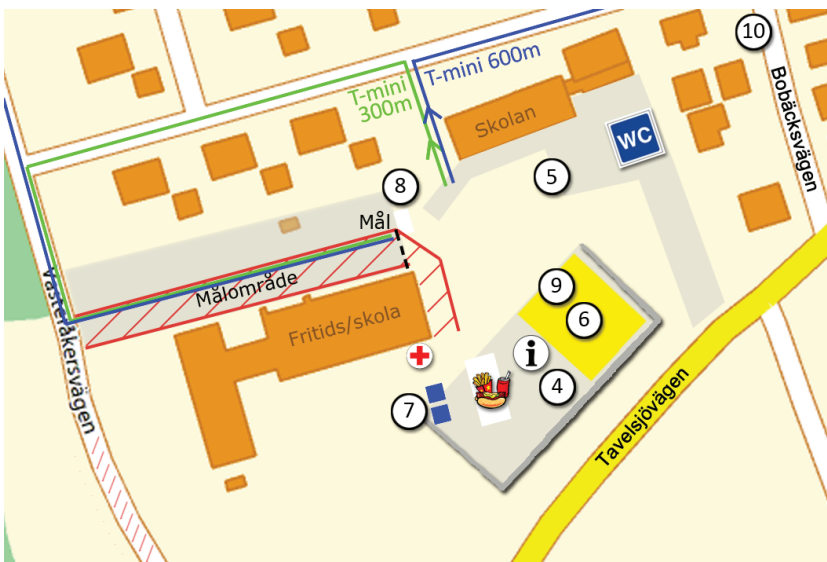 10
T-mini 600m
T-mini
300m
Bobäcksvägen
Skolan
WC
5
8
Mål
Målområde
Västeråkersvägen
Fritids/skola
9
6
i
4
7
Tavelsjövägen